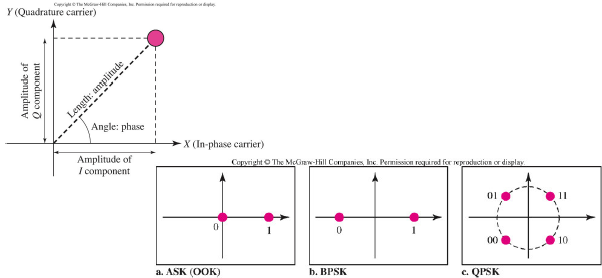 Copyright © The McGraw-Hill Companies, Inc. Permission required for reproduction or display.
Y (Quadrature carrier)
Amplitude of
Q component
Length: amplitude
Angle: phase
X (In-phase carrier)
Amplitude of
I component
Copyright © The McGraw-Hill Companies, Inc. Permission required for reproduction or display.
0
1
a. ASK (OOK)
0
1
b. BPSK
01
11
00
10
c. QPSK